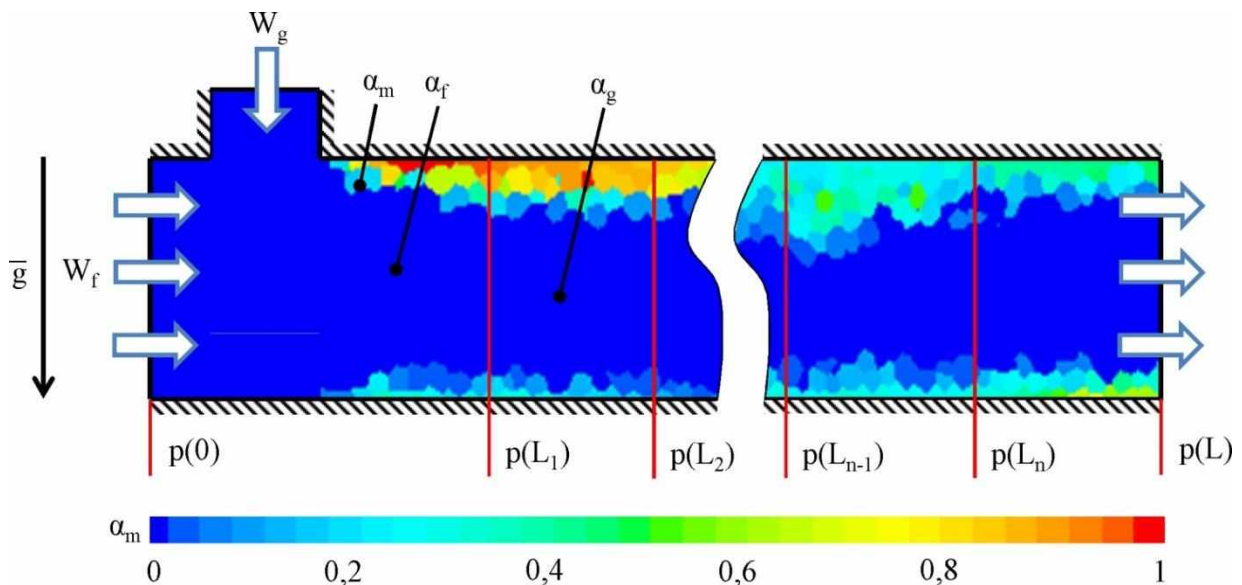 W_g
α_m α_f α_g
g W_f
p(0) p(L_1) p(L_2) p(L_{n-1}) p(L_n) p(L)
α_m
0 0,2 0,4 0,6 0,8 1